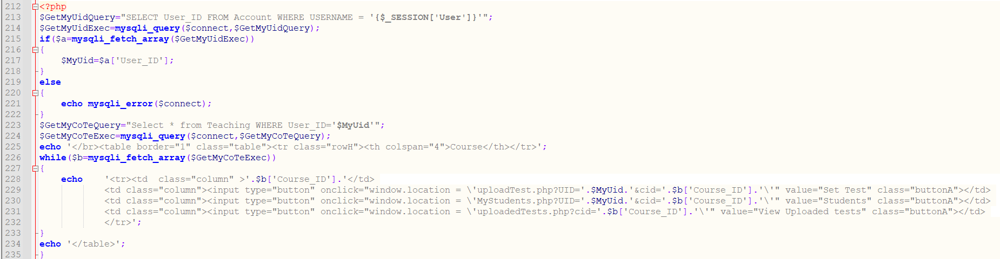 212 <?php
213 $GetMyUidQuery="SELECT User_ID FROM Account WHERE USERNAME = '{$_SESSION['User']}'";
214 $GetMyUidExec=mysqli_query($connect,$GetMyUidQuery);
215 if($a=mysqli_fetch_array($GetMyUidExec))
216 {
217     $MyUid=$a['User_ID'];
218 }
219 else
220 {
221     echo mysqli_error($connect);
222 }
223 $GetMyCoTeQuery="Select * from Teaching WHERE User_ID='$MyUid'";
224 $GetMyCoTeExec=mysqli_query($connect,$GetMyCoTeQuery);
225 echo '</br><table border="1" class="table"><tr class="rowH"><th colspan="4">Course</th></tr>';
226 while($b=mysqli_fetch_array($GetMyCoTeExec))
227 {
228     echo    '<tr><td  class="column" >'.$b['Course_ID'].'</td>
229             <td class="column"><input type="button" onclick="window.location = \'uploadTest.php?UID='.$MyUid.'&cid='.$b['Course_ID'].'\'" value="Set Test" class="buttonA"></td>
230             <td class="column"><input type="button" onclick="window.location = \'MyStudents.php?UID='.$MyUid.'&cid='.$b['Course_ID'].'\'" value="Students" class="buttonA"></td>
231             <td class="column"><input type="button" onclick="window.location = \'uploadedTests.php?cid='.$b['Course_ID'].'\'" value="View Uploaded tests" class="buttonA"></td>
232             </tr>';
233 }
234 echo '</table>';
235 }